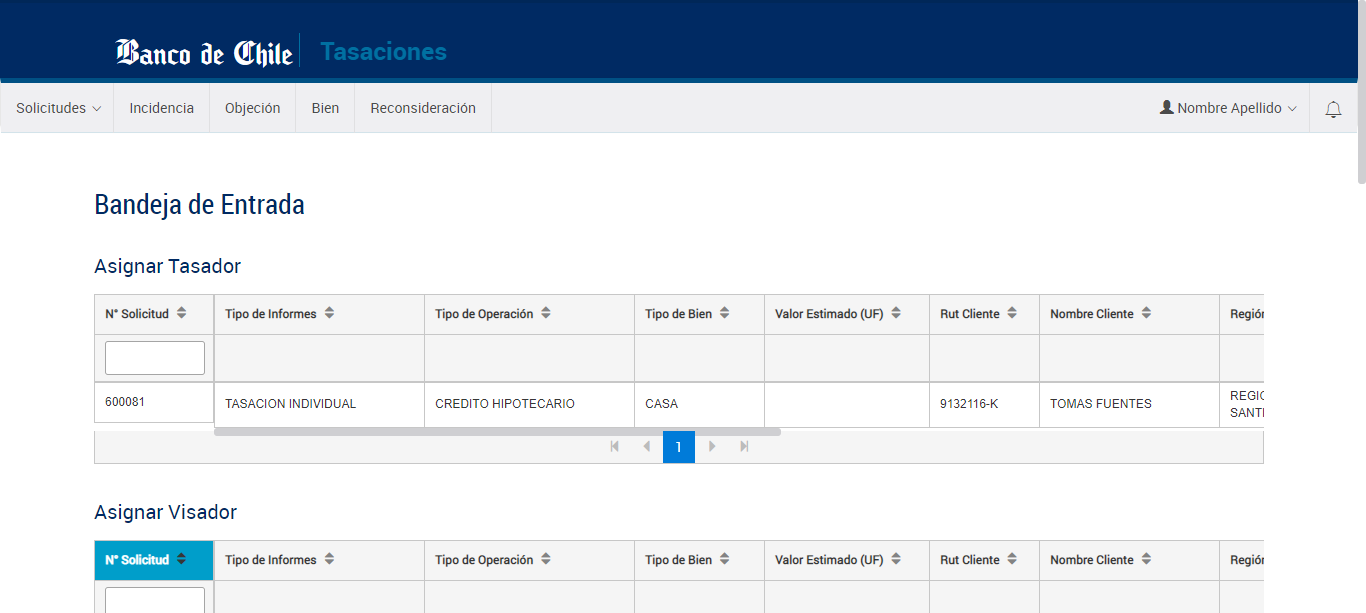 Banco de Chile Tasaciones
Solicitudes Incidencia Objeción Bien Reconsideración Nombre Apellido
Bandeja de Entrada
Asignar Tasador
N° Solicitud Tipo de Informes Tipo de Operación Tipo de Bien Valor Estimado (UF) Rut Cliente Nombre Cliente Región
600081 TASACION INDIVIDUAL CREDITO HIPOTECARIO CASA 9132116-K TOMAS FUENTES REGIO
SANTI
1
Asignar Visador
N° Solicitud Tipo de Informes Tipo de Operación Tipo de Bien Valor Estimado (UF) Rut Cliente Nombre Cliente Región